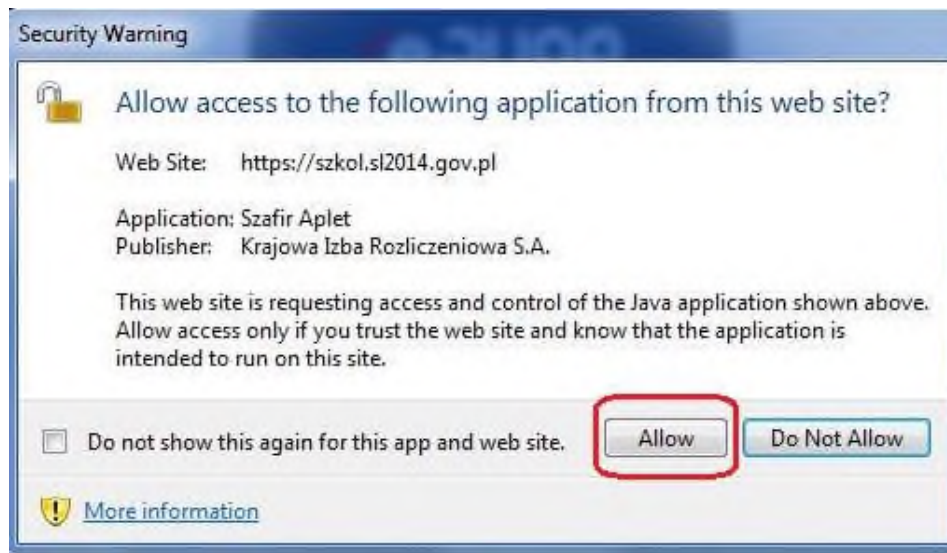 Security Warning
Allow access to the following application from this web site?
Web Site: https://szkol.sl2014.gov.pl
Application: Szafir Aplet
Publisher: Krajowa Izba Rozliczeniowa S.A.
This web site is requesting access and control of the Java application shown above.
Allow access only if you trust the web site and know that the application is
intended to run on this site.
Do not show this again for this app and web site.
Allow
Do Not Allow
More information